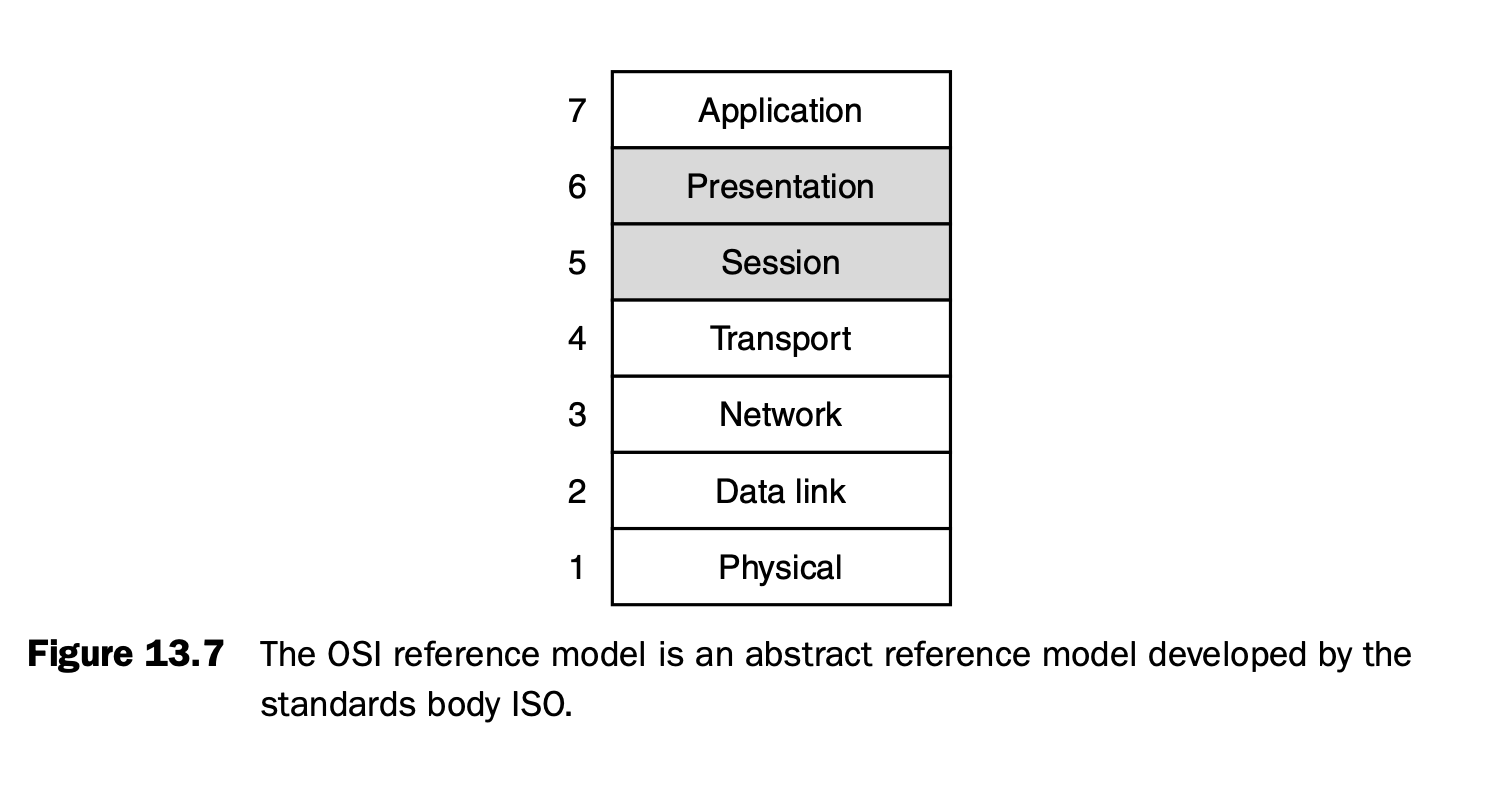 7 Application
6 Presentation
5 Session
4 Transport
3 Network
2 Data link
1 Physical
Figure 13.7 The OSI reference model is an abstract reference model developed by the
standards body ISO.